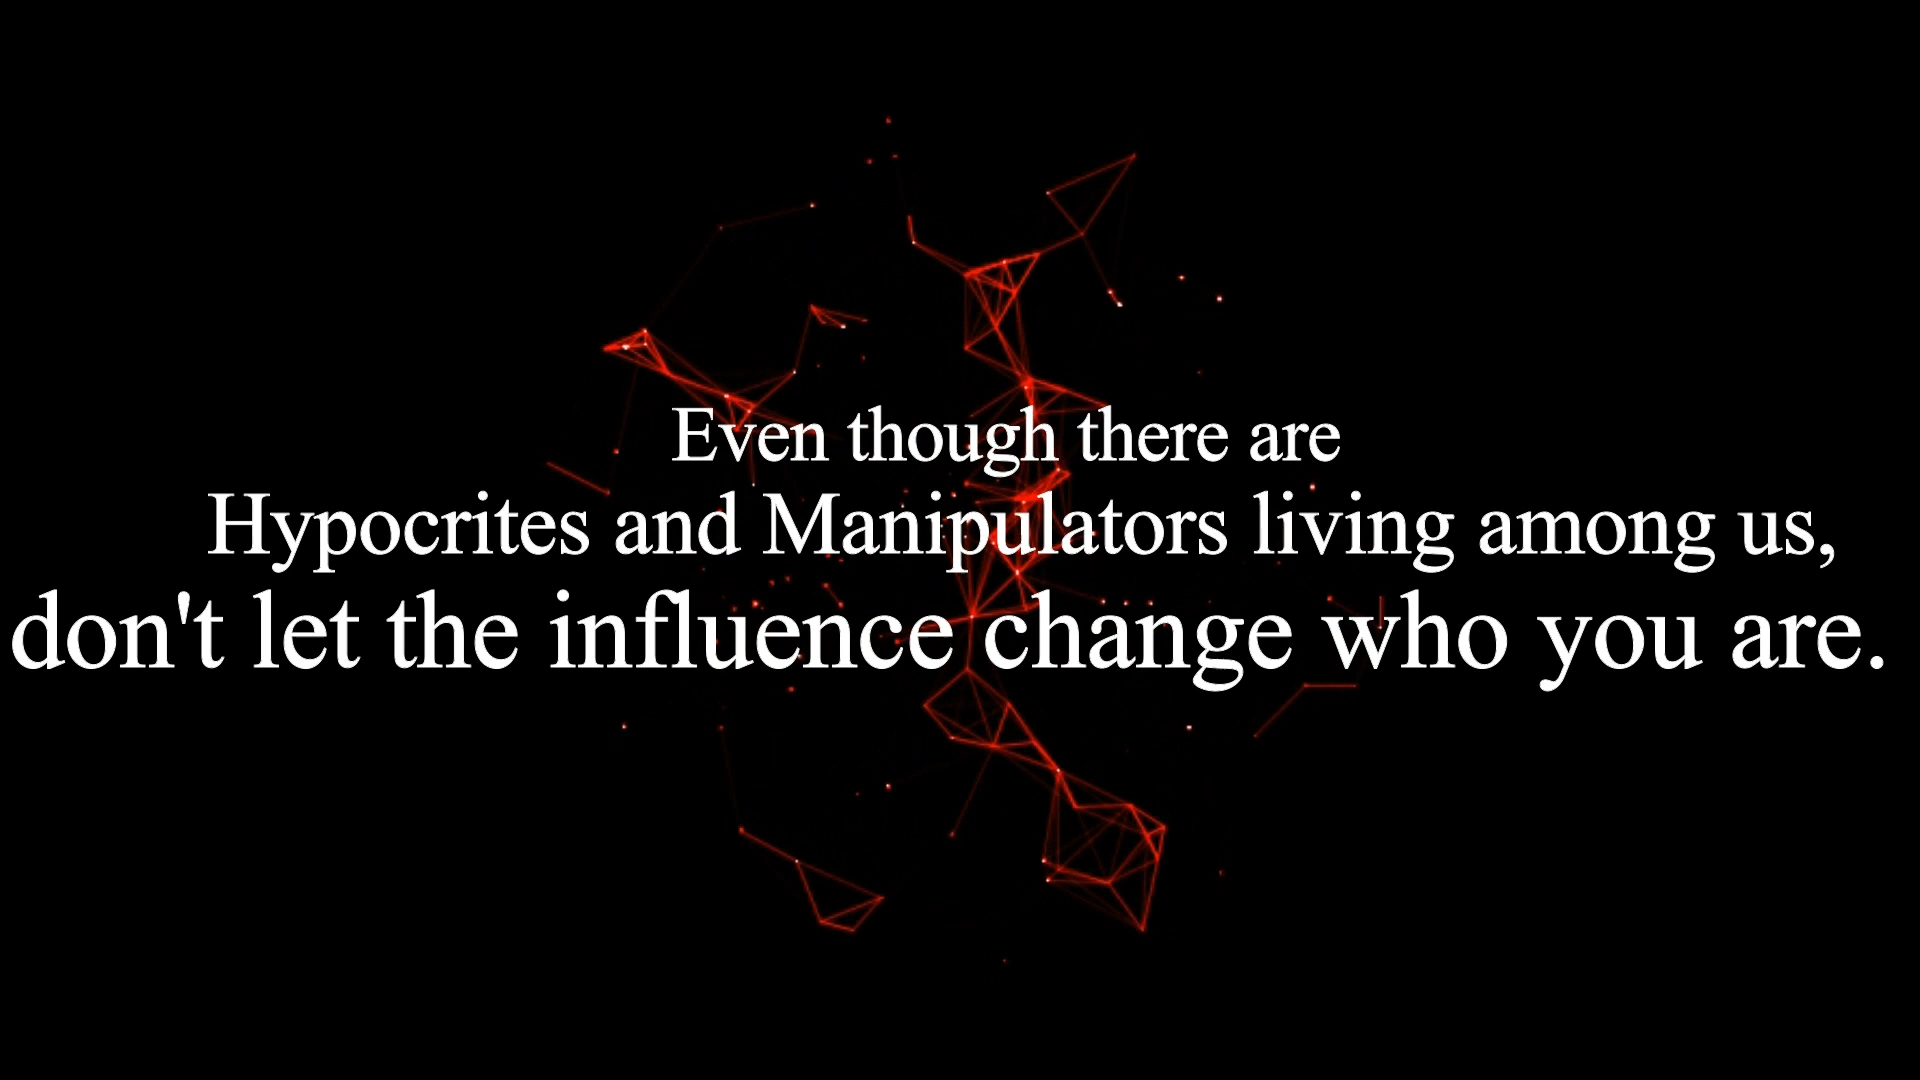 Even though there are
Hypocrites and Manipulators living among us,
don't let the influence change who you are.